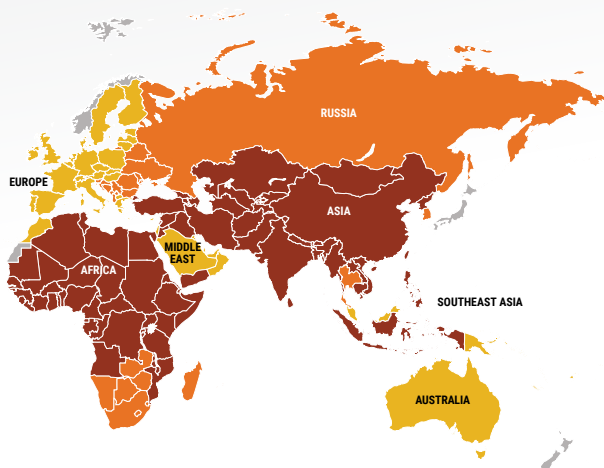 RUSSIA
EUROPE
ASIA
MIDDLE
EAST
AFRICA
SOUTHEAST ASIA
AUSTRALIA